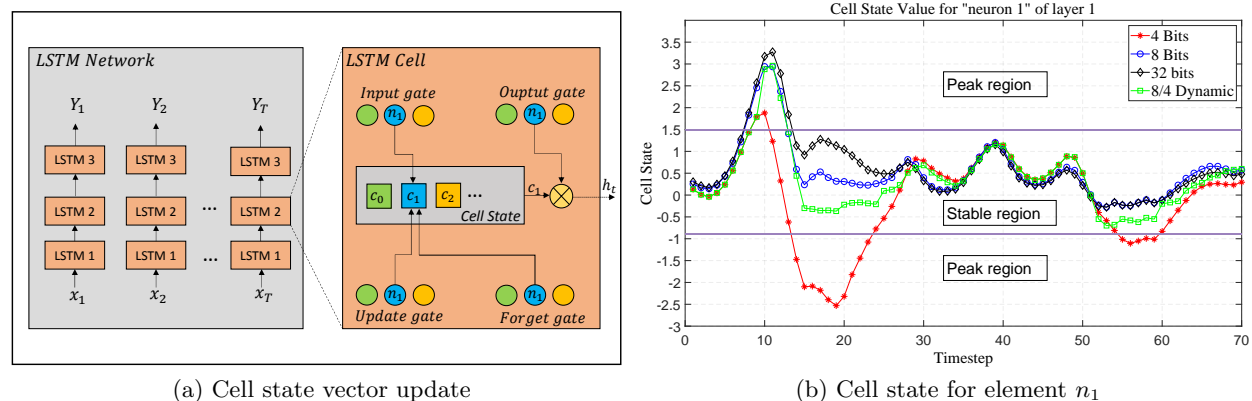 LSTM Network
Y1 Y2 YT
LSTM 3 LSTM 3 LSTM 3
LSTM 2 LSTM 2 ... LSTM 2
LSTM 1 LSTM 1 ... LSTM 1
x1 x2 xT
LSTM Cell
Input gate Ouptut gate
n1 n1
c0 c1 c2 ... c1 ht
Cell State
n1 n1
Update gate Forget gate
(a) Cell state vector update
Cell State Value for "neuron 1" of layer 1
4 Bits
8 Bits
32 bits
8/4 Dynamic
Peak region
Stable region
Peak region
Cell State
3.5
3
2.5
2
1.5
1
0.5
0
-0.5
-1
-1.5
-2
-2.5
-3
0 10 20 30 40 50 60 70
Timestep
(b) Cell state for element n1